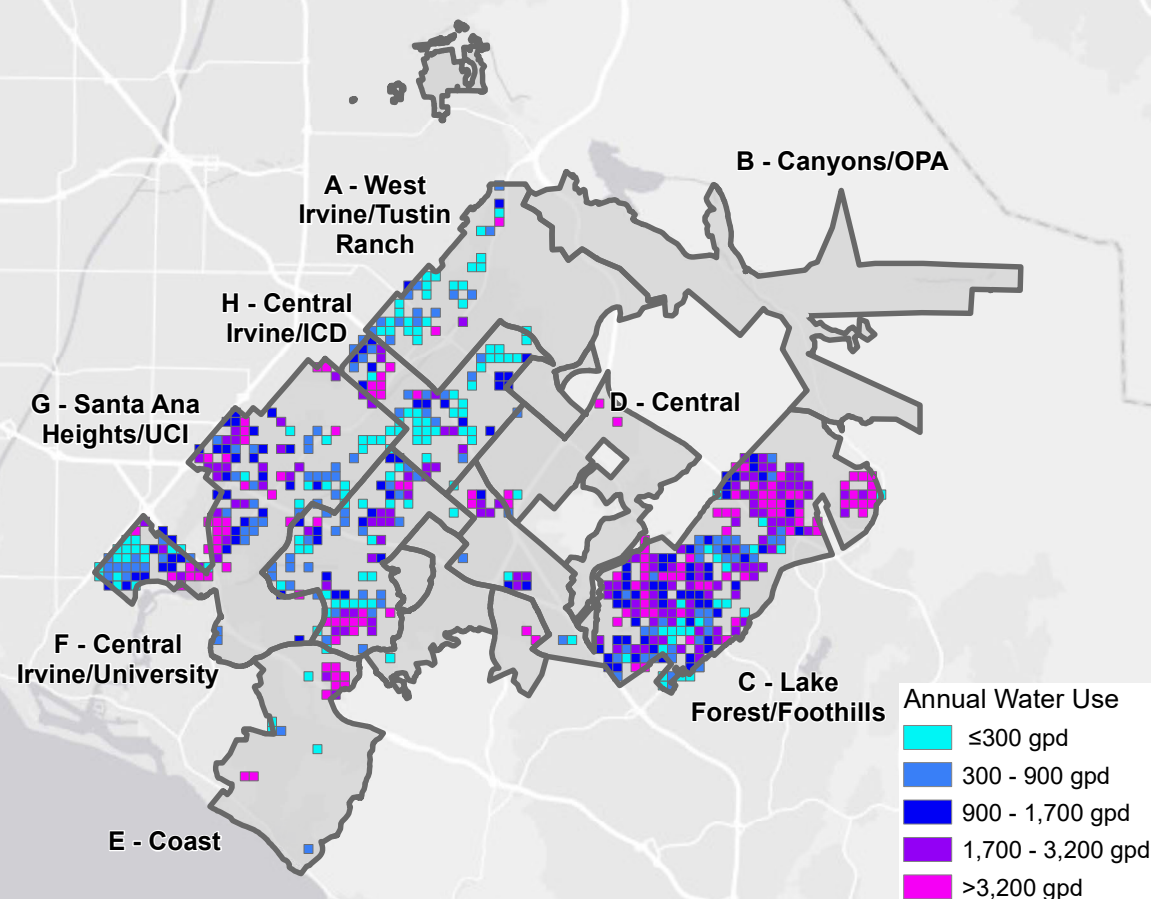 B - Canyons/OPA
A - West
Irvine/Tustin
Ranch
H - Central
Irvine/ICD
G - Santa Ana
Heights/UCI
D - Central
F - Central
Irvine/University
C - Lake
Forest/Foothills
E - Coast
Annual Water Use
≤300 gpd
300 - 900 gpd
900 - 1,700 gpd
1,700 - 3,200 gpd
>3,200 gpd